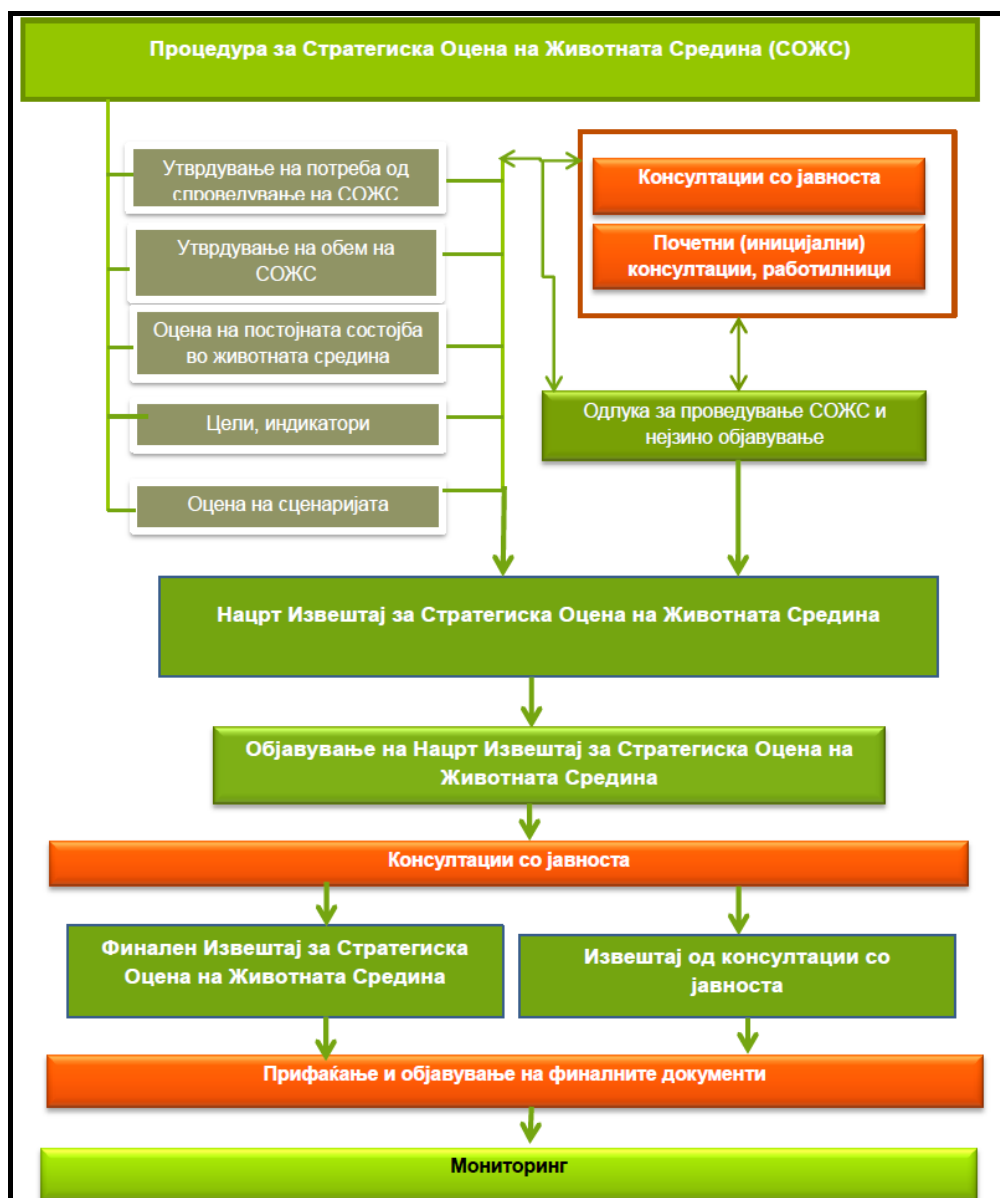 Процедура за Стратегиска Оцена на Животната Средина (СОЖС)
Утврдување на потреба од
спроведување на СОЖС
Утврдување на обем на
СОЖС
Оцена на постојната состојба
во животната средина
Цели, индикатори
Оцена на сценаријата
Консултации со јавноста
Почетни (иницијални)
консултации, работилници
Одлука за проведување СОЖС и
нејзино објавување
Нацрт Извештај за Стратегиска Оцена на Животната Средина
Објавување на Нацрт Извештај за Стратегиска Оцена на
Животната Средина
Консултации со јавноста
Финален Извештај за Стратегиска
Оцена на Животната Средина
Извештај од консултации со
јавноста
Прифаќање и објавување на финалните документи
Мониторинг